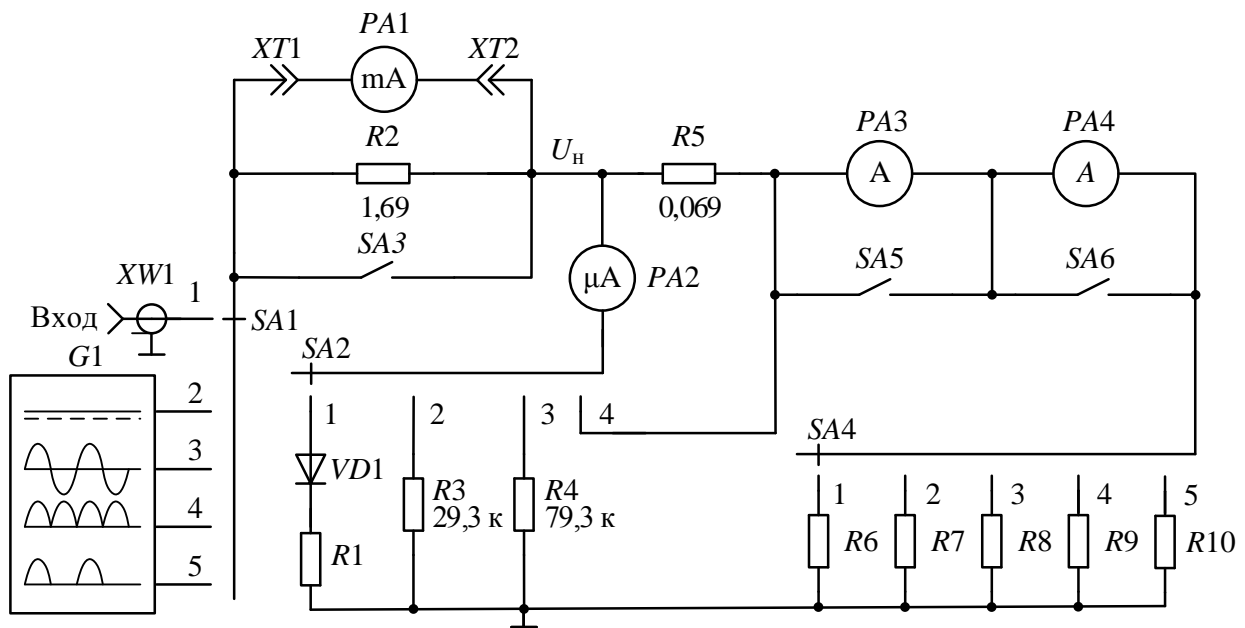 PA1
XT1
XT2
mA
R2
1,69
SA3
Uн
R5
0,069
PA3
A
PA4
A
SA5
SA6
μA
PA2
XW1
1
Вход
SA1
G1
2
3
4
5
SA2
1
2
3
4
VD1
R1
R3
29,3 к
R4
79,3 к
SA4
1
2
3
4
5
R6
R7
R8
R9
R10